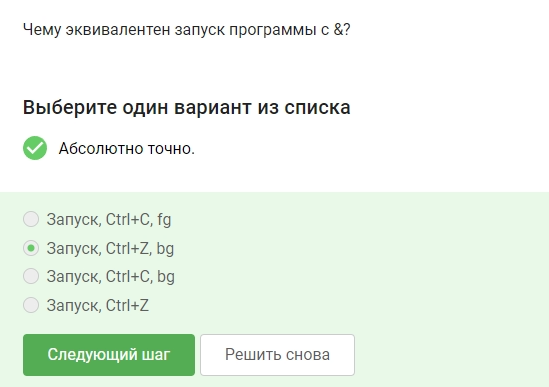 Чему эквивалентен запуск программы с &?
Выберите один вариант из списка
Абсолютно точно.
Запуск, Ctrl+C, fg
Запуск, Ctrl+Z, bg
Запуск, Ctrl+C, bg
Запуск, Ctrl+Z
Следующий шаг
Решить снова